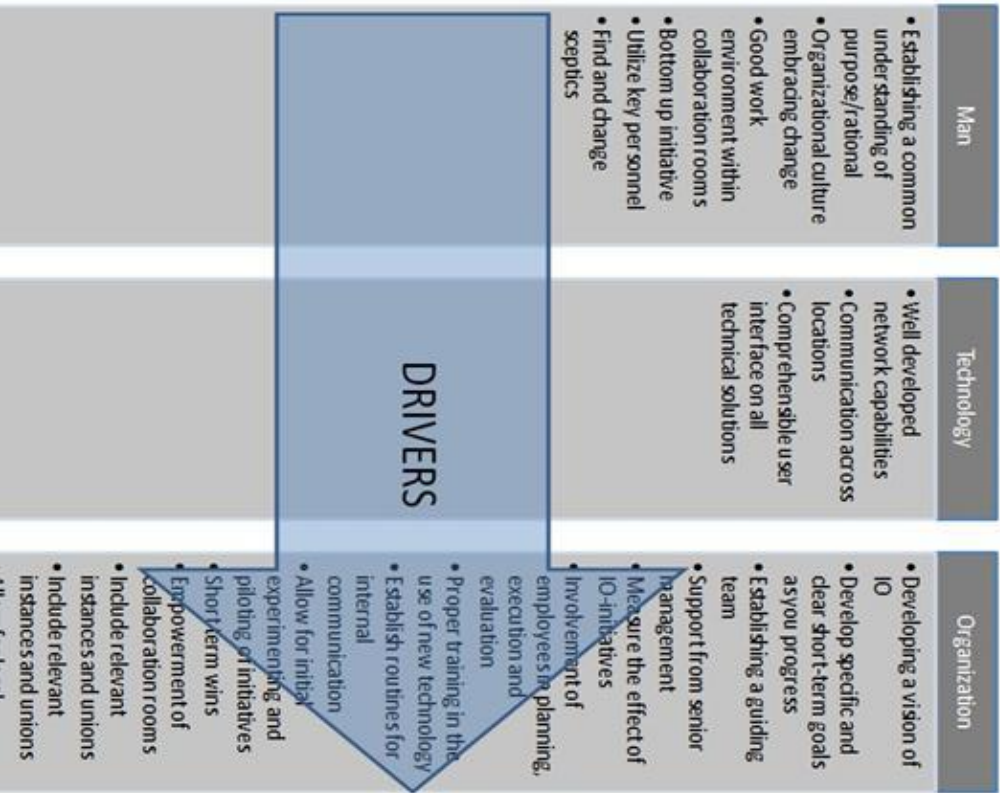 Man
• Establishing a common
understanding of
purpose/rational
• Organizational culture
embracing change
• Good work
environment within
collaboration rooms
• Bottom up initiative
• Utilize key personnel
• Find and change
sceptics
Technology
• Well developed
network capabilities
• Communication across
locations
• Comprehensible user
interface on all
technical solutions
Organization
• Developing a vision of
IO
• Develop specific and
clear short-term goals
as you progress
• Establishing a guiding
team
• Support from senior
management
• Measure the effect of
IO-initiatives
• Involvement of
employees in planning,
execution and
evaluation
• Proper training in the
use of new technology
• Establish routines for
internal
communication
• Allow for initial
experimenting and
piloting of initiatives
• Short-term wins
• Empowerment of
collaboration rooms
• Include relevant
instances and unions
• Include relevant
instances and unions
DRIVERS